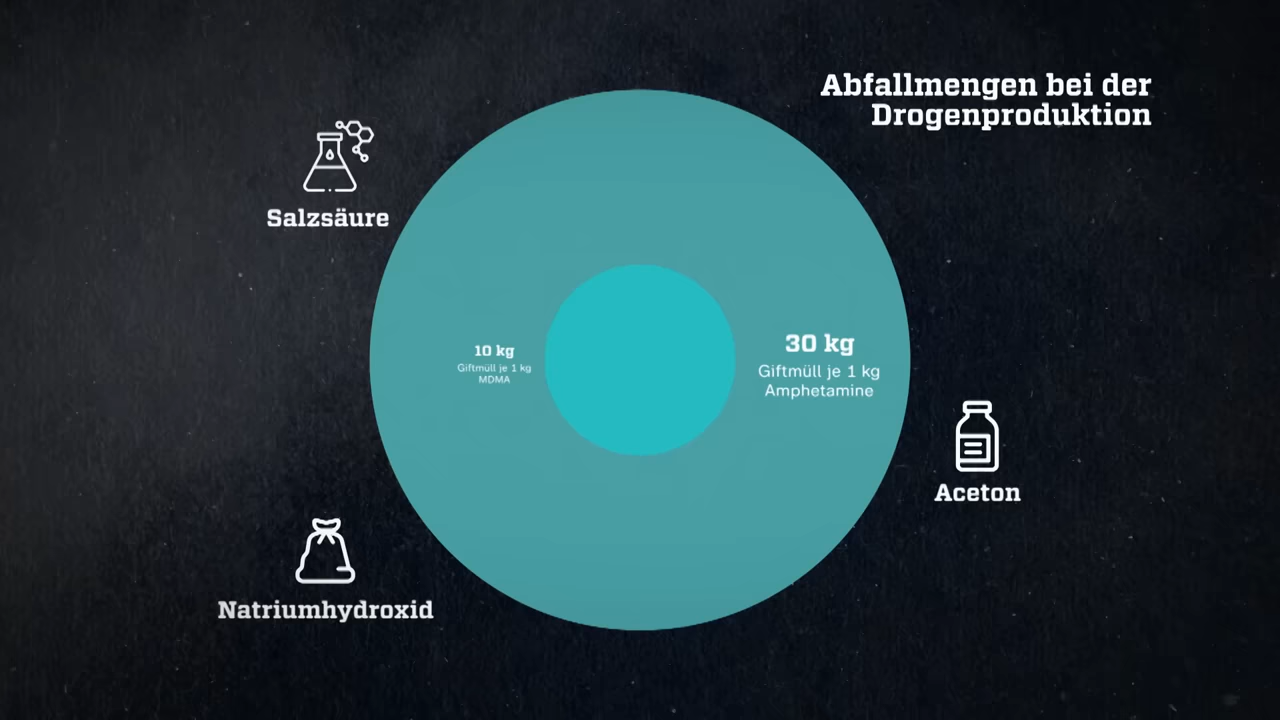 Abfallmengen bei der
Drogenproduktion
Salzsäure
10 kg
Giftmüll je 1 kg
MDMA
30 kg
Giftmüll je 1 kg
Amphetamine
Aceton
Natriumhydroxid